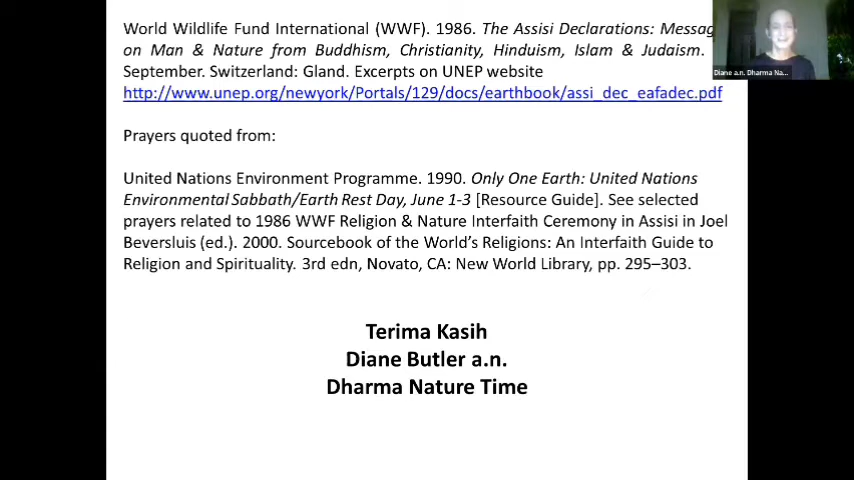 World Wildlife Fund International (WWF). 1986. The Assisi Declarations: Messag
on Man & Nature from Buddhism, Christianity, Hinduism, Islam & Judaism.
September. Switzerland: Gland. Excerpts on UNEP website
http://www.unep.org/newyork/Portals/129/docs/earthbook/assi_dec_eafadec.pdf
Diane a.n. Dharma Na...
Prayers quoted from:
United Nations Environment Programme. 1990. Only One Earth: United Nations
Environmental Sabbath/Earth Rest Day, June 1-3 [Resource Guide]. See selected
prayers related to 1986 WWF Religion & Nature Interfaith Ceremony in Assisi in Joel
Beversluis (ed.). 2000. Sourcebook of the World's Religions: An Interfaith Guide to
Religion and Spirituality. 3rd edn, Novato, CA: New World Library, pp. 295–303.
Terima Kasih
Diane Butler a.n.
Dharma Nature Time